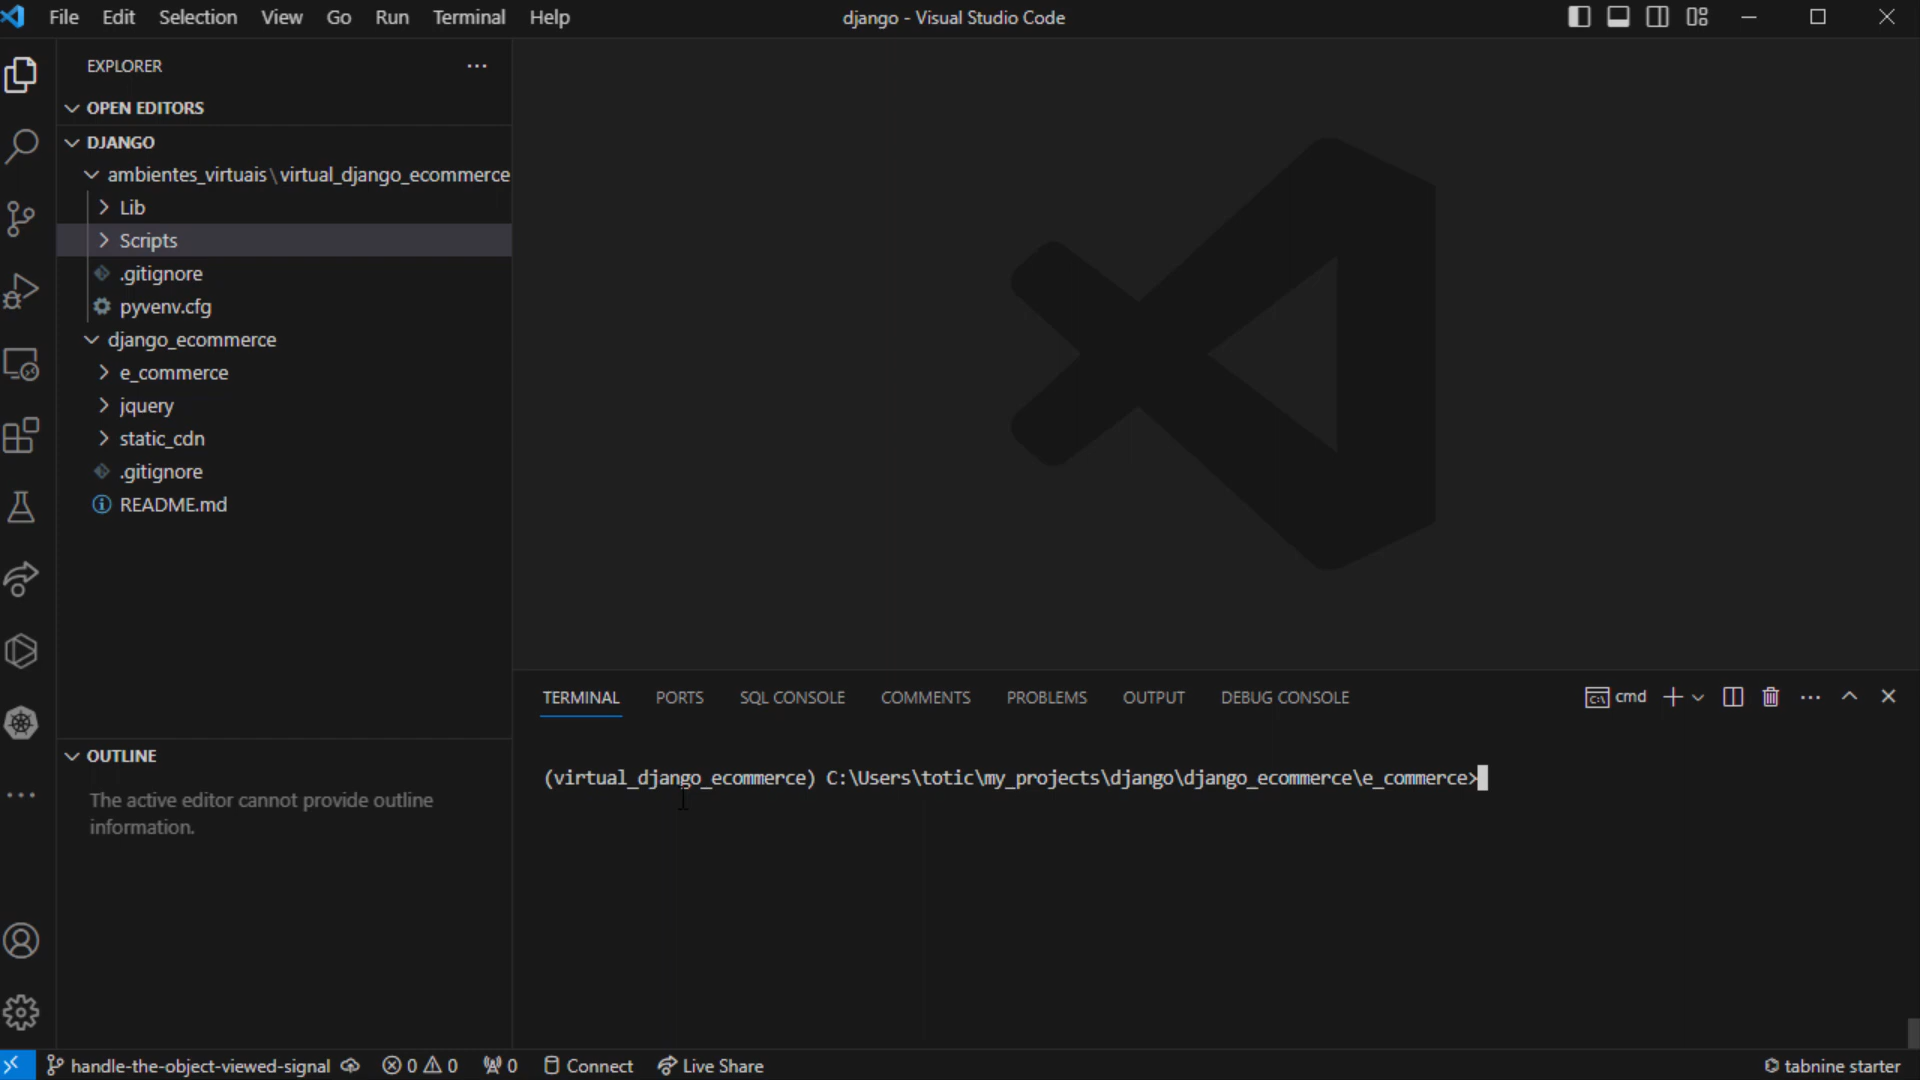 File Edit Selection View Go Run Terminal Help
django - Visual Studio Code
EXPLORER
OPEN EDITORS
DJANGO
ambientes_virtuais\virtual_django_ecommerce
Lib
Scripts
.gitignore
pyvenv.cfg
django_ecommerce
e_commerce
jquery
static_cdn
.gitignore
README.md
OUTLINE
The active editor cannot provide outline
information.
TERMINAL PORTS SQL CONSOLE COMMENTS PROBLEMS OUTPUT DEBUG CONSOLE
cmd
(virtual_django_ecommerce) C:\Users\totic\my_projects\django\django_ecommerce\e_commerce>
handle-the-object-viewed-signal 0 0 0 Connect Live Share
tabnine starter